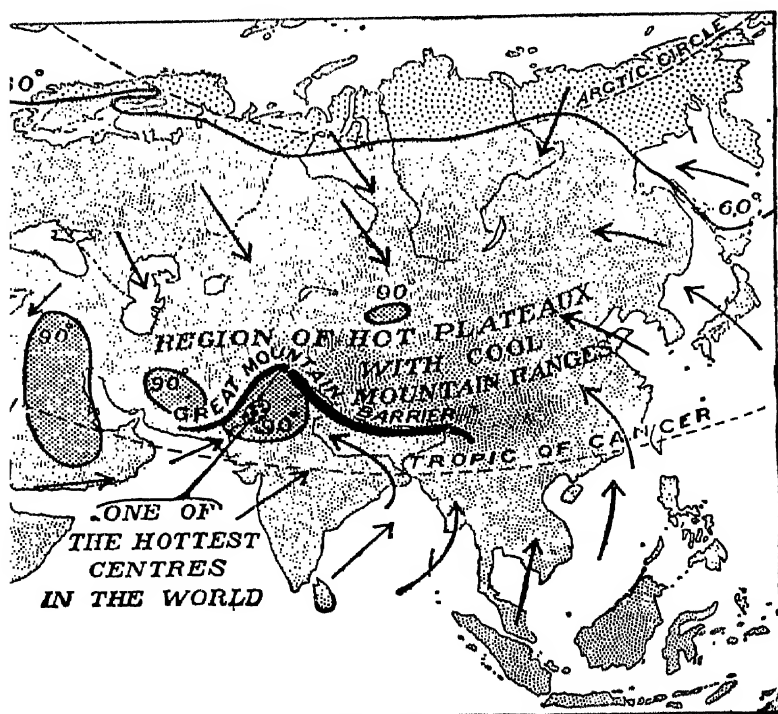 ARCTIC CIRCLE
60°
90°
90°
REGION OF HOT PLATEAUX
WITH COOL
MOUNTAIN RANGES
90°
GREAT MOUNTAIN
BARRIER
90°
TROPIC OF CANCER
ONE OF
THE HOTTEST
CENTRES
IN THE WORLD